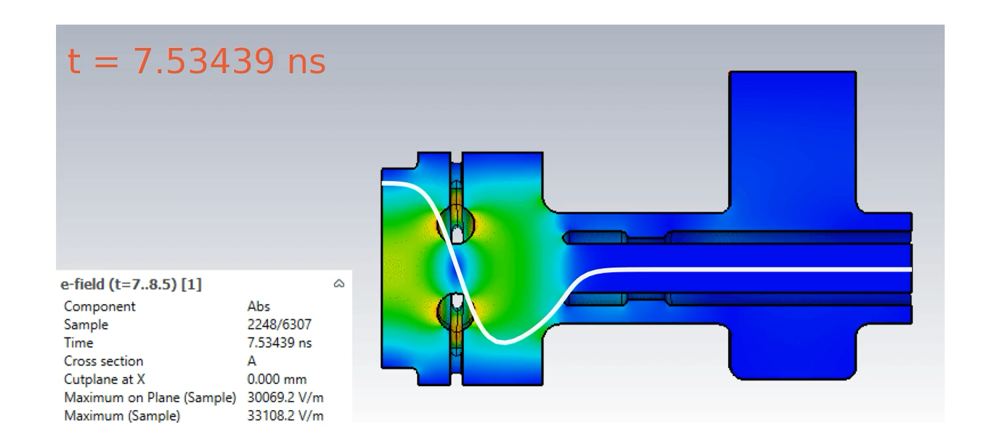 t = 7.53439 ns
e-field (t=7..8.5) [1]
Component Abs
Sample 2248/6307
Time 7.53439 ns
Cross section A
Cutplane at X 0.000 mm
Maximum on Plane (Sample) 30069.2 V/m
Maximum (Sample) 33108.2 V/m